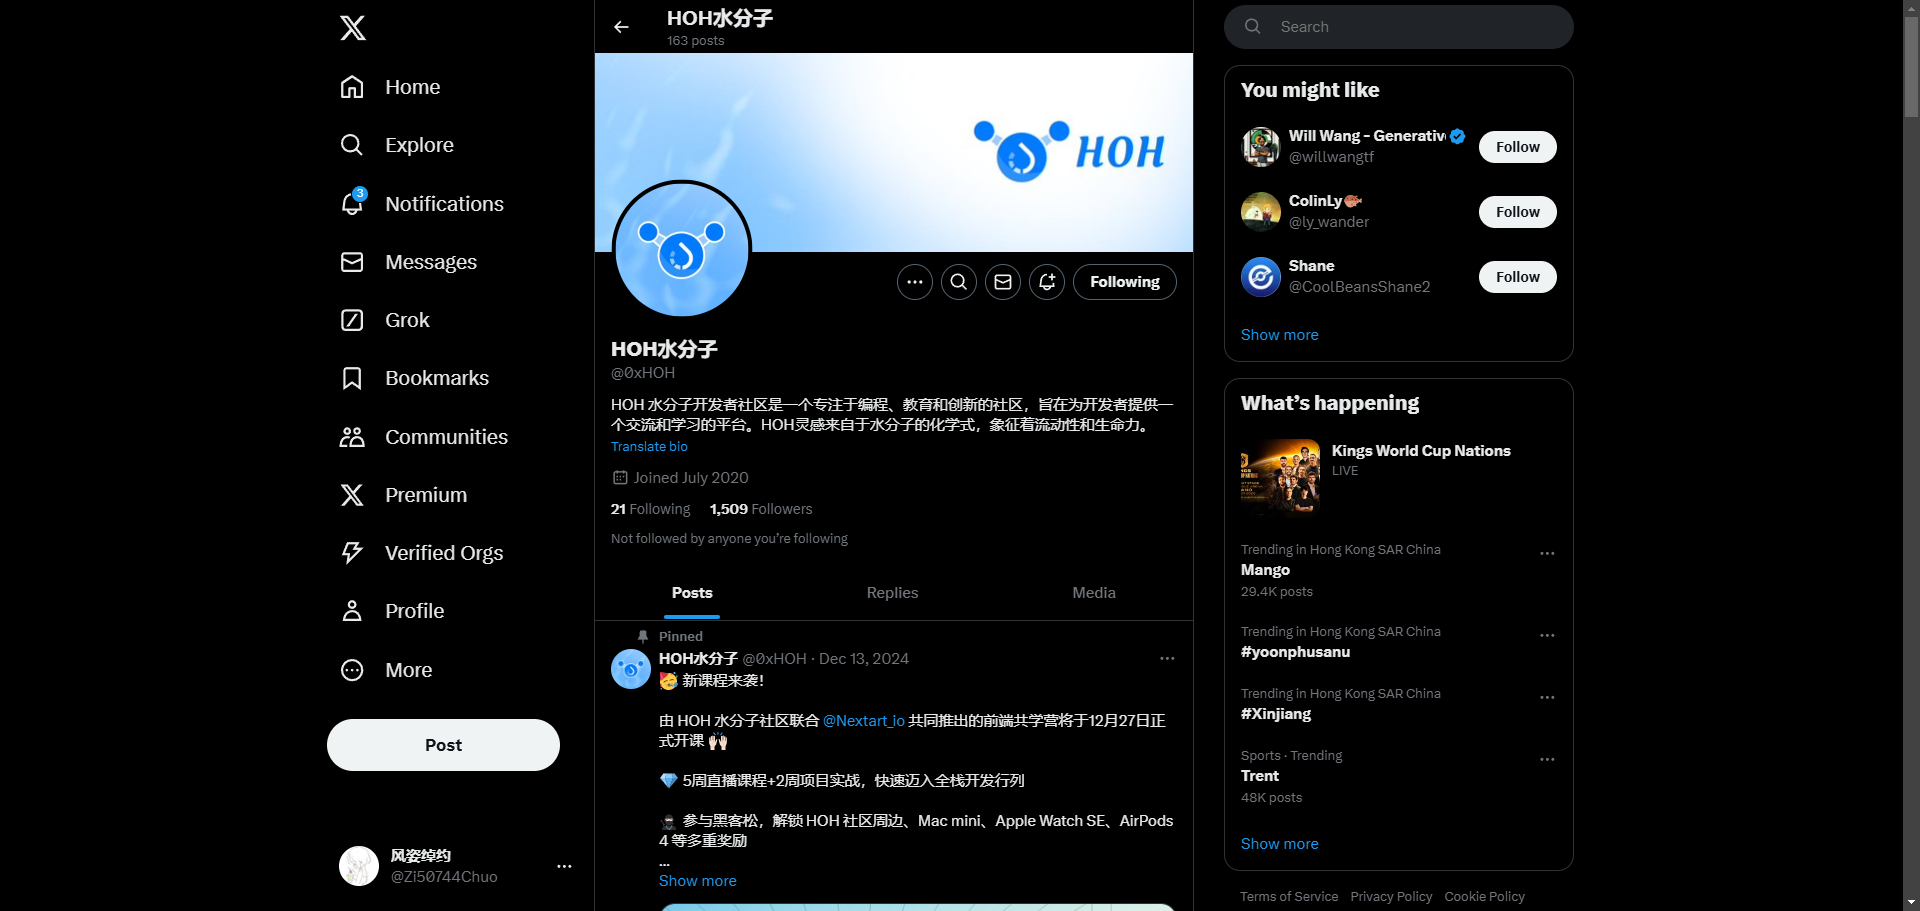 Home
Explore
3
Notifications
Messages
Grok
Bookmarks
Communities
Premium
Verified Orgs
Profile
More
Post
风姿绰约
@Zi50744Chuo
HOH水分子
163 posts
HOH
Following
HOH水分子
@0xHOH
HOH 水分子开发者社区是一个专注于编程、教育和创新的社区，旨在为开发者提供一
个交流和学习的平台。HOH灵感来自于水分子的化学式，象征着流动性和生命力。
Translate bio
Joined July 2020
21 Following 1,509 Followers
Not followed by anyone you’re following
Posts Replies Media
Pinned
HOH水分子 @0xHOH · Dec 13, 2024
🥳 新课程来袭！
由 HOH 水分子社区联合 @Nextart_io 共同推出的前端共学营将于12月27日正
式开课 🙌🏻
💎 5周直播课程+2周项目实战，快速迈入全栈开发行列
🥷🏻 参与黑客松，解锁 HOH 社区周边、Mac mini、Apple Watch SE、AirPods
4 等多重奖励
...
Show more
Search
You might like
Will Wang - Generativ
@willwangtf
Follow
ColinLy🐡
@ly_wander
Follow
Shane
@CoolBeansShane2
Follow
Show more
What’s happening
Kings World Cup Nations
LIVE
Trending in Hong Kong SAR China
Mango
29.4K posts
Trending in Hong Kong SAR China
#yoonphusanu
Trending in Hong Kong SAR China
#Xinjiang
Sports · Trending
Trent
48K posts
Show more
Terms of Service Privacy Policy Cookie Policy